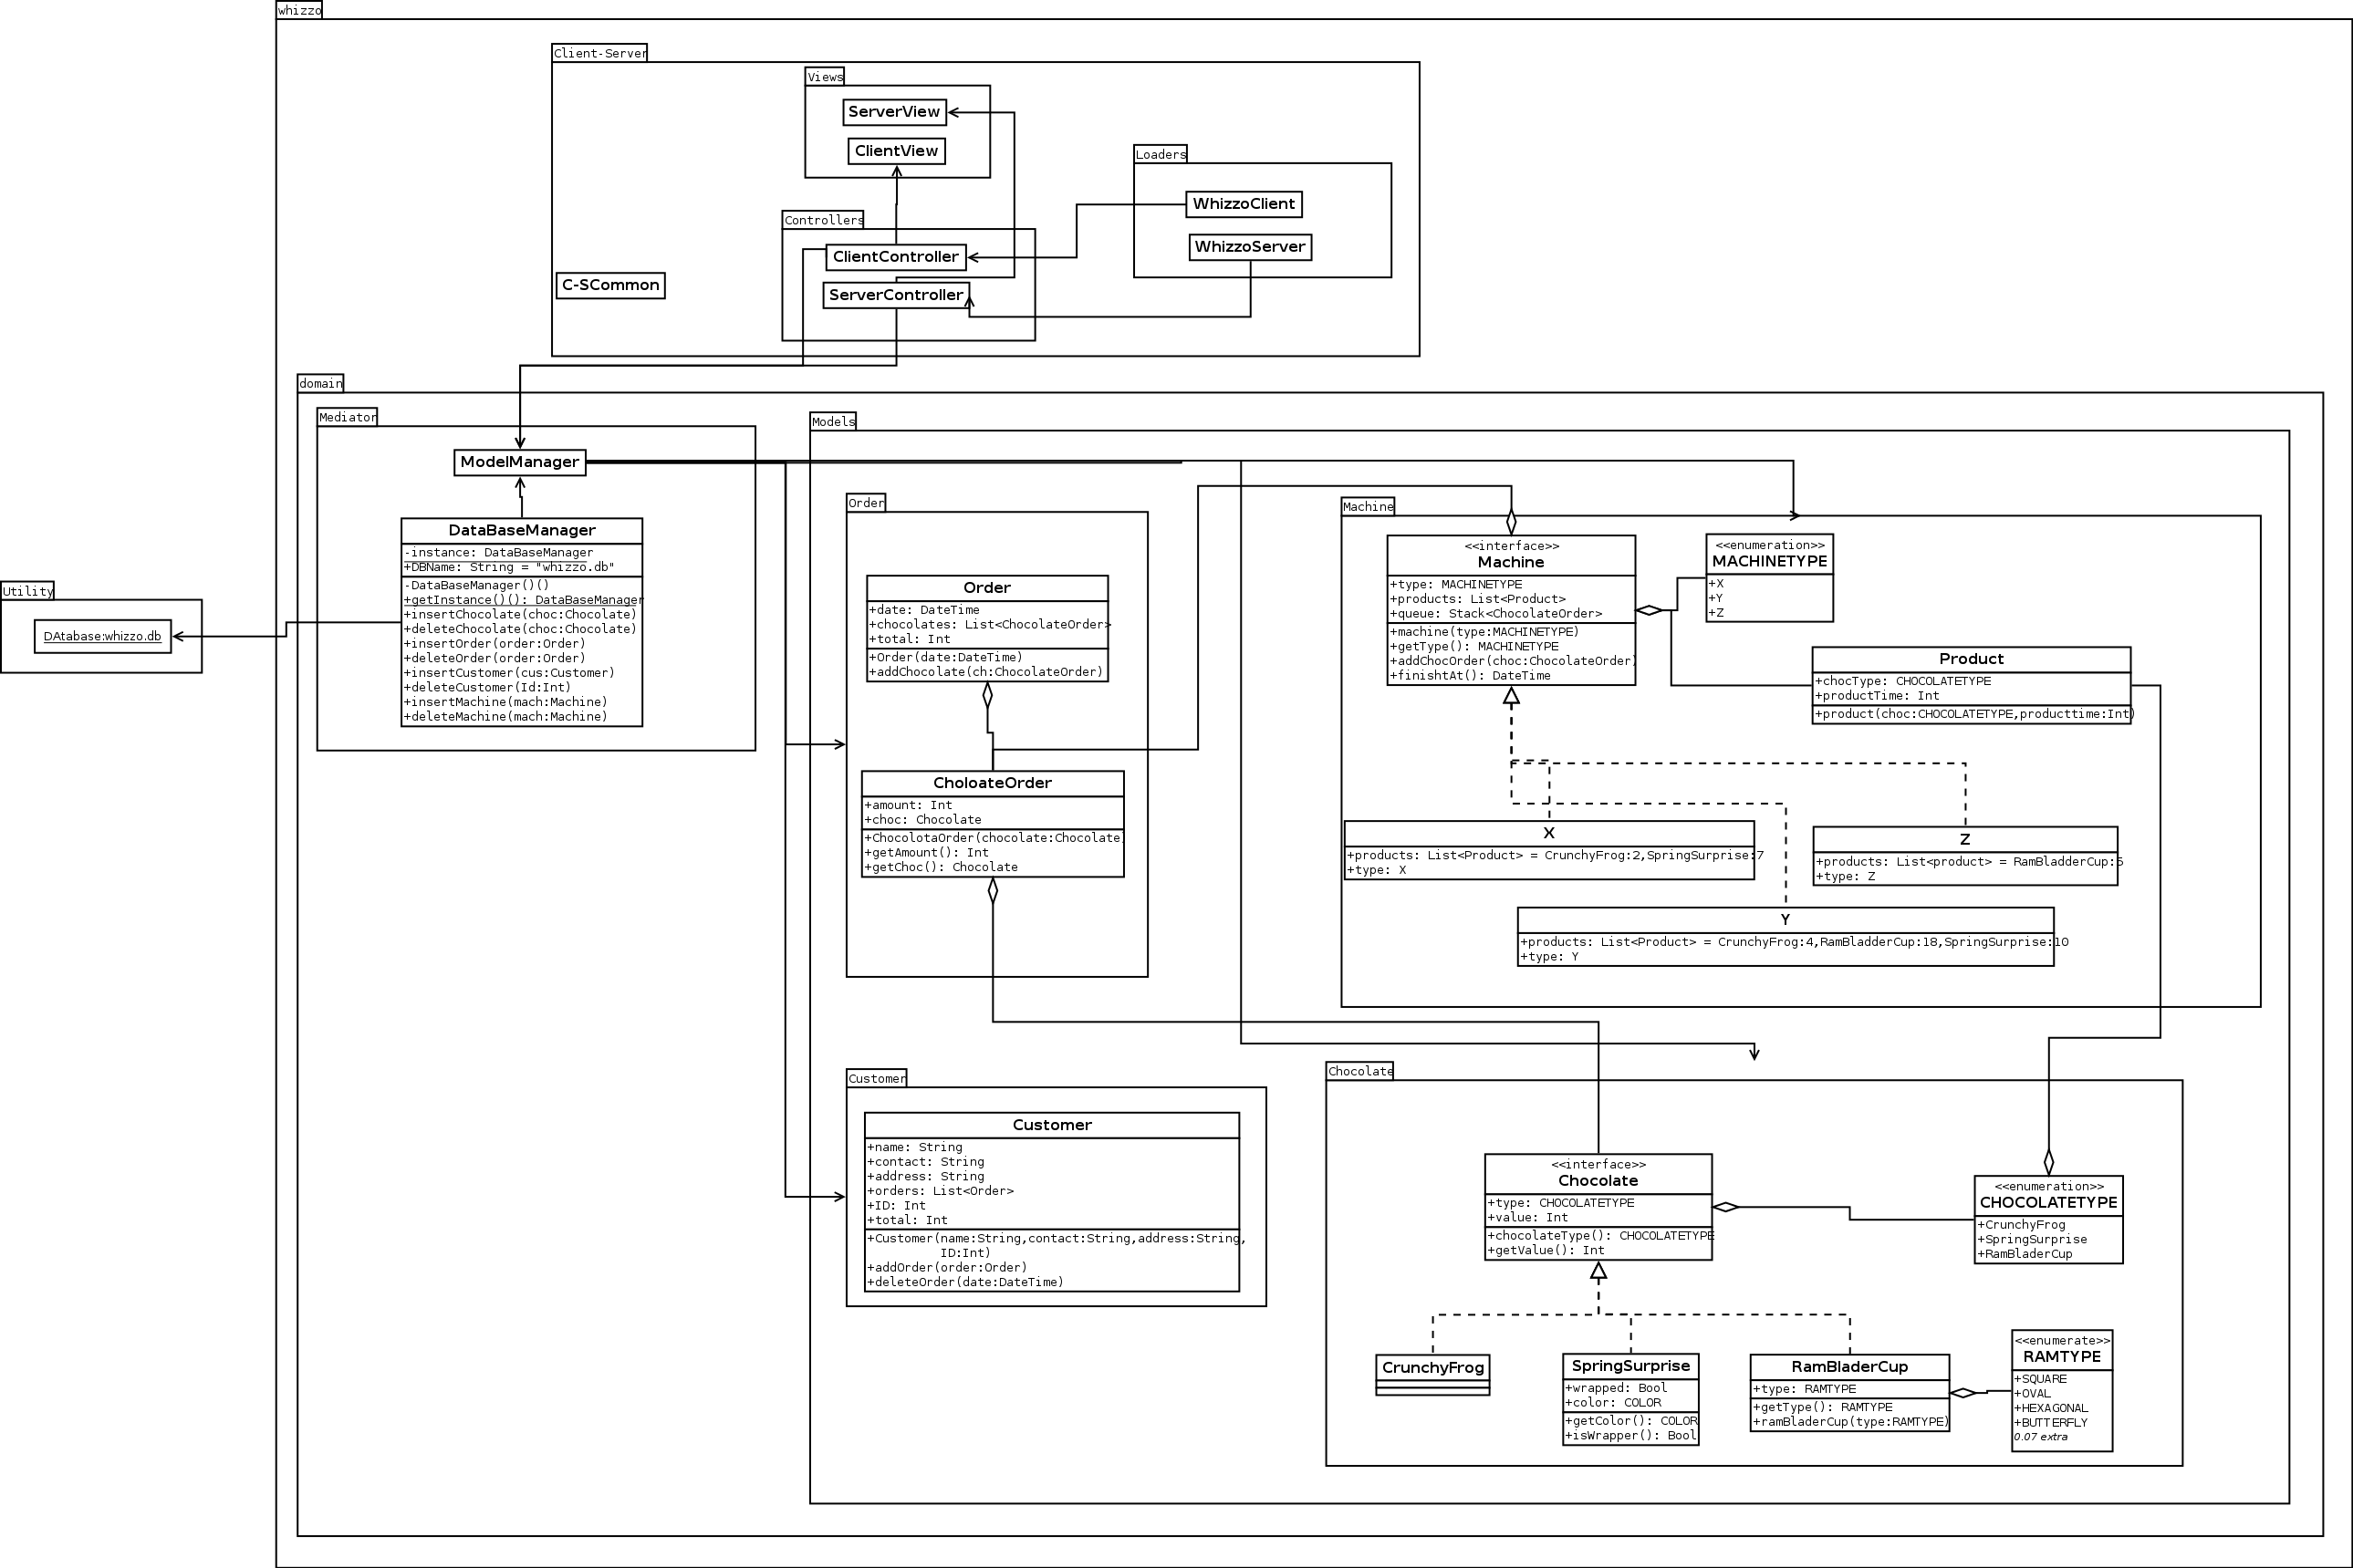 whizzo
Client-Server
Views
ServerView
ClientView
Loaders
WhizzoClient
WhizzoServer
Controllers
ClientController
ServerController
C-SCommon
domain
Mediator
ModelManager
DataBaseManager
-instance: DataBaseManager
+DBName: String = "whizzo.db"
-DataBaseManager()()
+getInstance()(): DataBaseManager
+insertChocolate(choc:Chocolate)
+deleteChocolate(choc:Chocolate)
+insertOrder(order:Order)
+deleteOrder(order:Order)
+insertCustomer(cus:Customer)
+deleteCustomer(Id:Int)
+insertMachine(mach:Machine)
+deleteMachine(mach:Machine)
Utility
DAtabase:whizzo.db
Models
Order
Order
+date: DateTime
+chocolates: List<ChocolateOrder>
+total: Int
+Order(date:DateTime)
+addChocolate(ch:ChocolateOrder)
CholoateOrder
+amount: Int
+choc: Chocolate
+ChocolotaOrder(chocolate:Chocolate)
+getAmount(): Int
+getChoc(): Chocolate
Machine
<<interface>>
Machine
+type: MACHINETYPE
+products: List<Product>
+queue: Stack<ChocolateOrder>
+machine(type:MACHINETYPE)
+getType(): MACHINETYPE
+addChocOrder(choc:ChocolateOrder)
+finishtAt(): DateTime
<<enumeration>>
MACHINETYPE
+X
+Y
+Z
Product
+chocType: CHOCOLATETYPE
+productTime: Int
+product(choc:CHOCOLATETYPE,producttime:Int)
X
+products: List<Product> = CrunchyFrog:2,SpringSurprise:7
+type: X
Z
+products: List<product> = RamBladderCup:6
+type: Z
Y
+products: List<Product> = CrunchyFrog:4,RamBladderCup:18,SpringSurprise:10
+type: Y
Customer
Customer
+name: String
+contact: String
+address: String
+orders: List<Order>
+ID: Int
+total: Int
+Customer(name:String,contact:String,address:String,
ID:Int)
+addOrder(order:Order)
+deleteOrder(date:DateTime)
Chocolate
<<interface>>
Chocolate
+type: CHOCOLATETYPE
+value: Int
+chocolateType(): CHOCOLATETYPE
+getValue(): Int
<<enumeration>>
CHOCOLATETYPE
+CrunchyFrog
+SpringSurprise
+RamBladerCup
CrunchyFrog
SpringSurprise
+wrapped: Bool
+color: COLOR
+getColor(): COLOR
+isWrapper(): Bool
RamBladerCup
+type: RAMTYPE
+getType(): RAMTYPE
+ramBladerCup(type:RAMTYPE)
<<enumerate>>
RAMTYPE
+SQUARE
+OVAL
+HEXAGONAL
+BUTTERFLY
0.07 extra